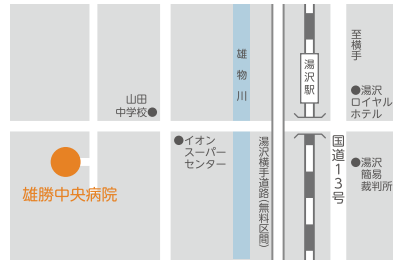 至横手
湯沢駅
雄物川
●湯沢
ロイヤル
ホテル
山田
中学校●
●イオン
スーパー
センター
湯沢横手道路(無料区間)
国道13号
●湯沢
簡易
裁判所
雄勝中央病院